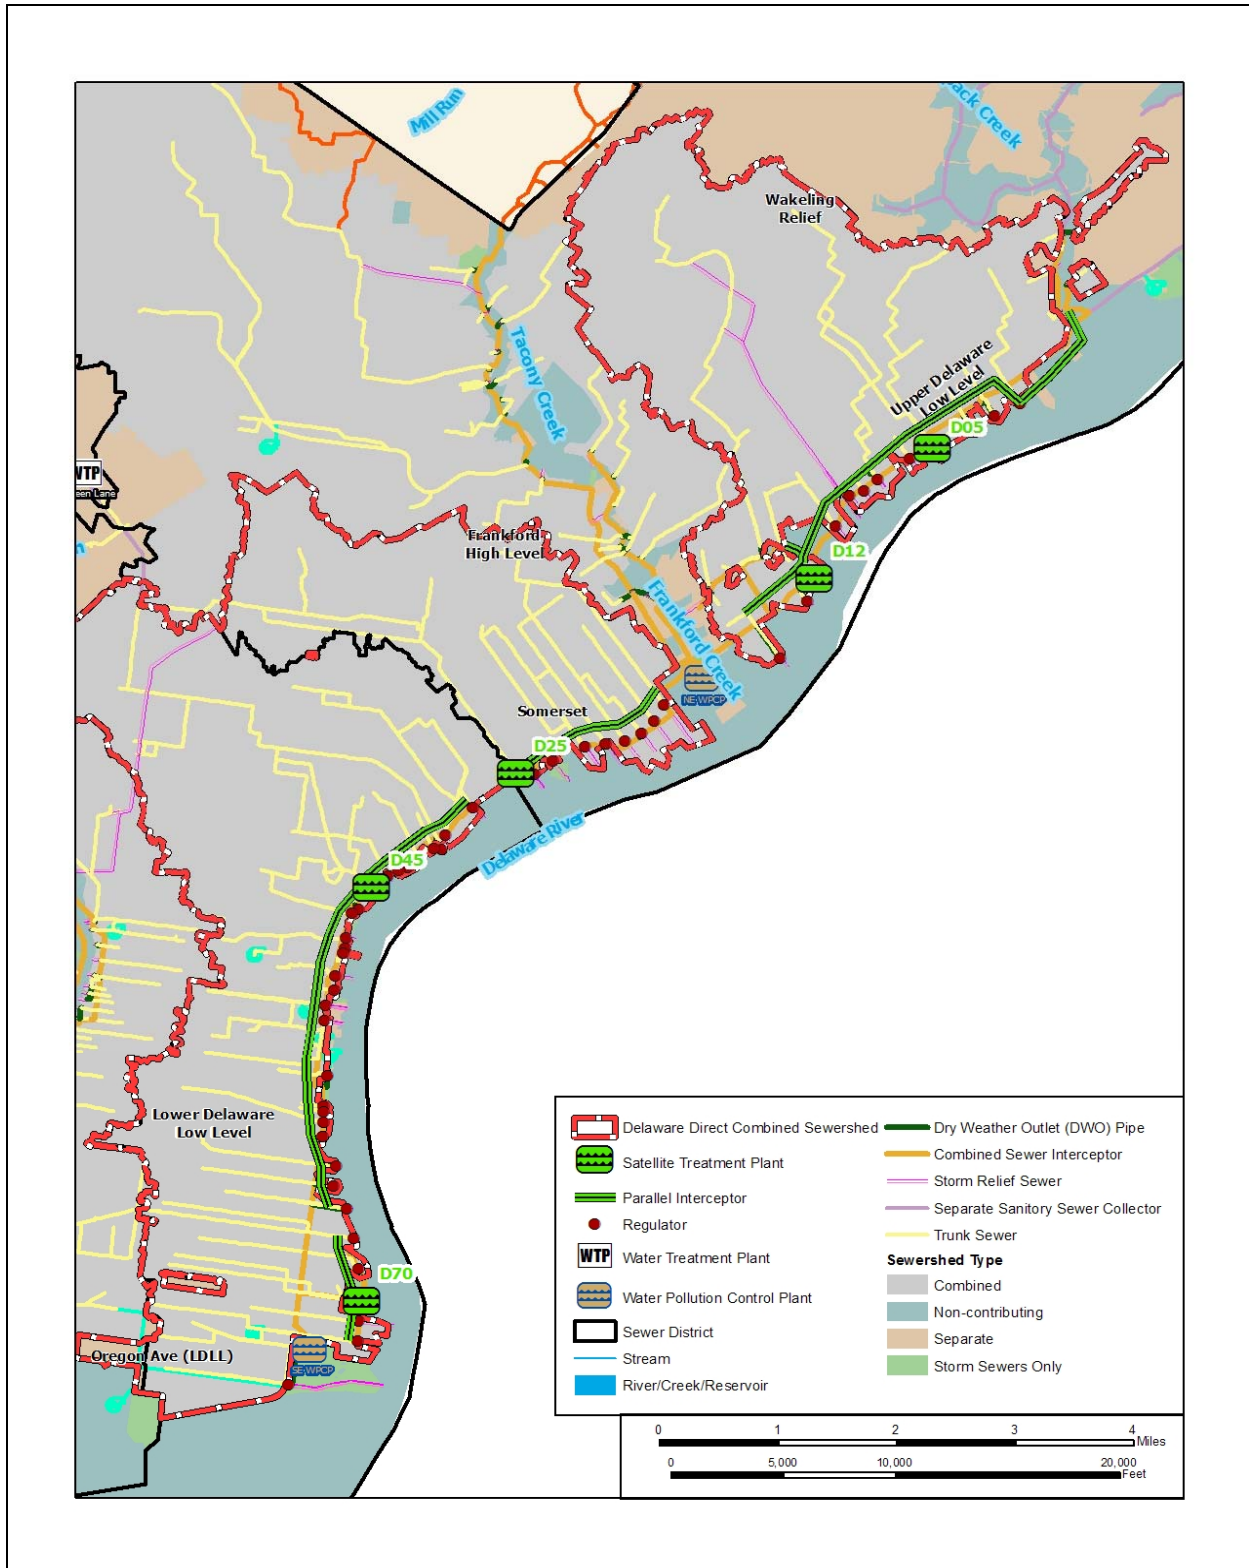 Mill Run
ack Creek
Wakeling
Relief
Tacony Creek
Upper Delaware
Low Level
D05
WTP
een Lane
Frankford
High Level
D12
Frankford Creek
NE WPCP
Somerset
D25
Delaware River
D45
Lower Delaware
Low Level
D70
Oregon Ave (LDLL)
SE WPCP
Delaware Direct Combined Sewershed
Satellite Treatment Plant
Parallel Interceptor
Regulator
WTP Water Treatment Plant
Water Pollution Control Plant
Sewer District
Stream
River/Creek/Reservoir
Dry Weather Outlet (DWO) Pipe
Combined Sewer Interceptor
Storm Relief Sewer
Separate Sanitary Sewer Collector
Trunk Sewer
Sewershed Type
Combined
Non-contributing
Separate
Storm Sewers Only
0 1 2 3 4
Miles
0 5,000 10,000 20,000
Feet